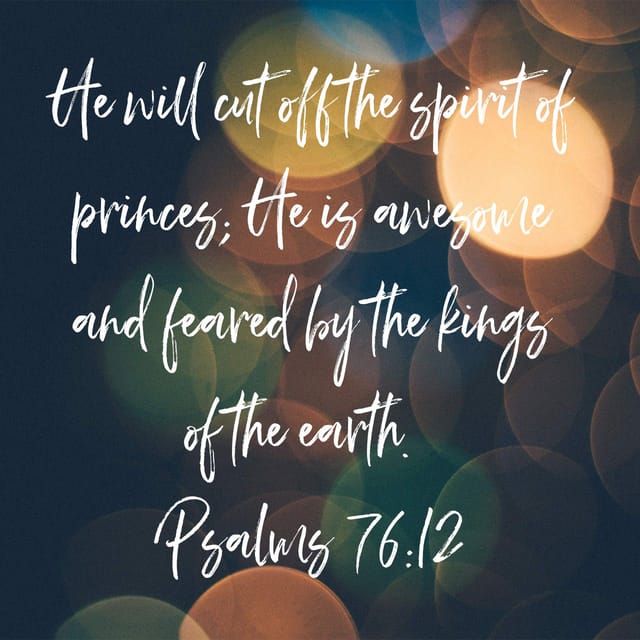 He will cut off the spirit of
princes; He is awesome
and feared by the kings
of the earth.
Psalms 76:12